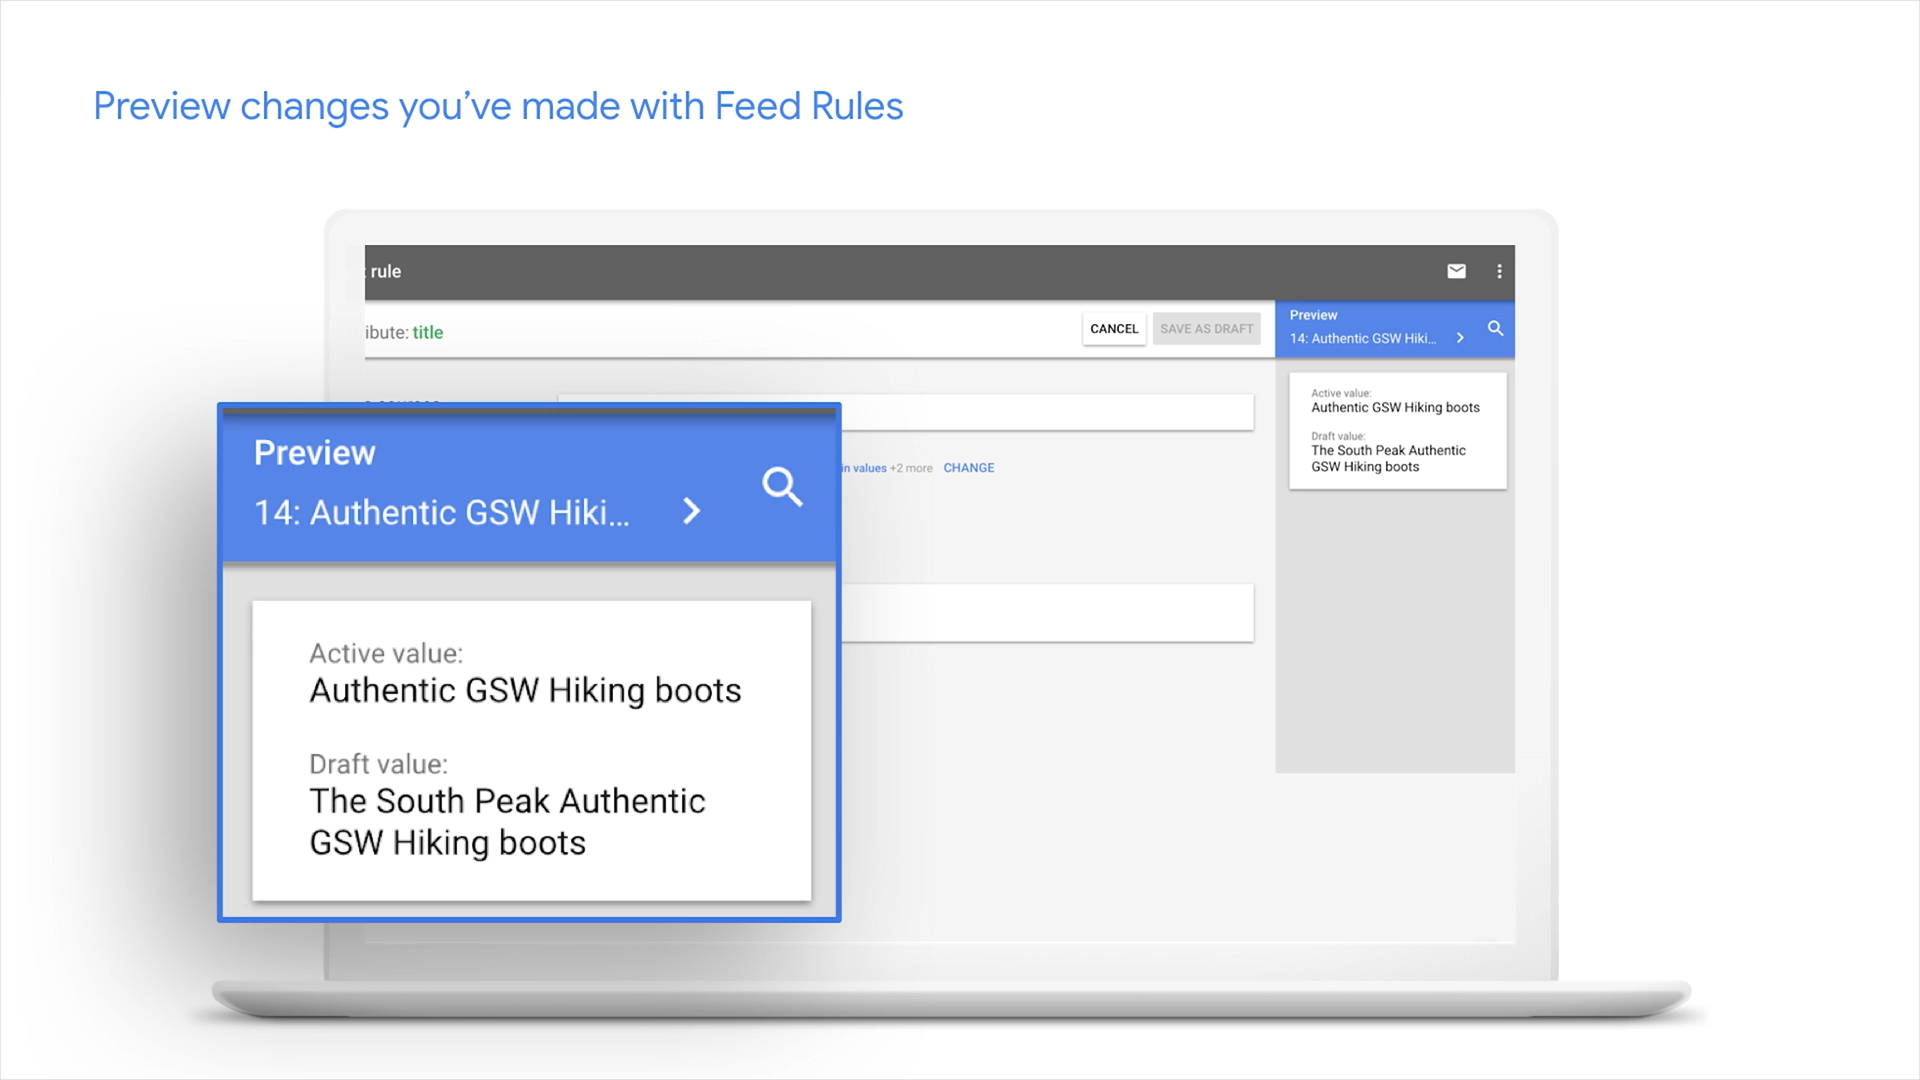 Preview changes you’ve made with Feed Rules
rule
ibute: title
CANCEL
SAVE AS DRAFT
Preview
14: Authentic GSW Hiki...
Active value:
Authentic GSW Hiking boots
Draft value:
The South Peak Authentic
GSW Hiking boots
in values +2 more CHANGE
Preview
14: Authentic GSW Hiki...
Active value:
Authentic GSW Hiking boots
Draft value:
The South Peak Authentic
GSW Hiking boots